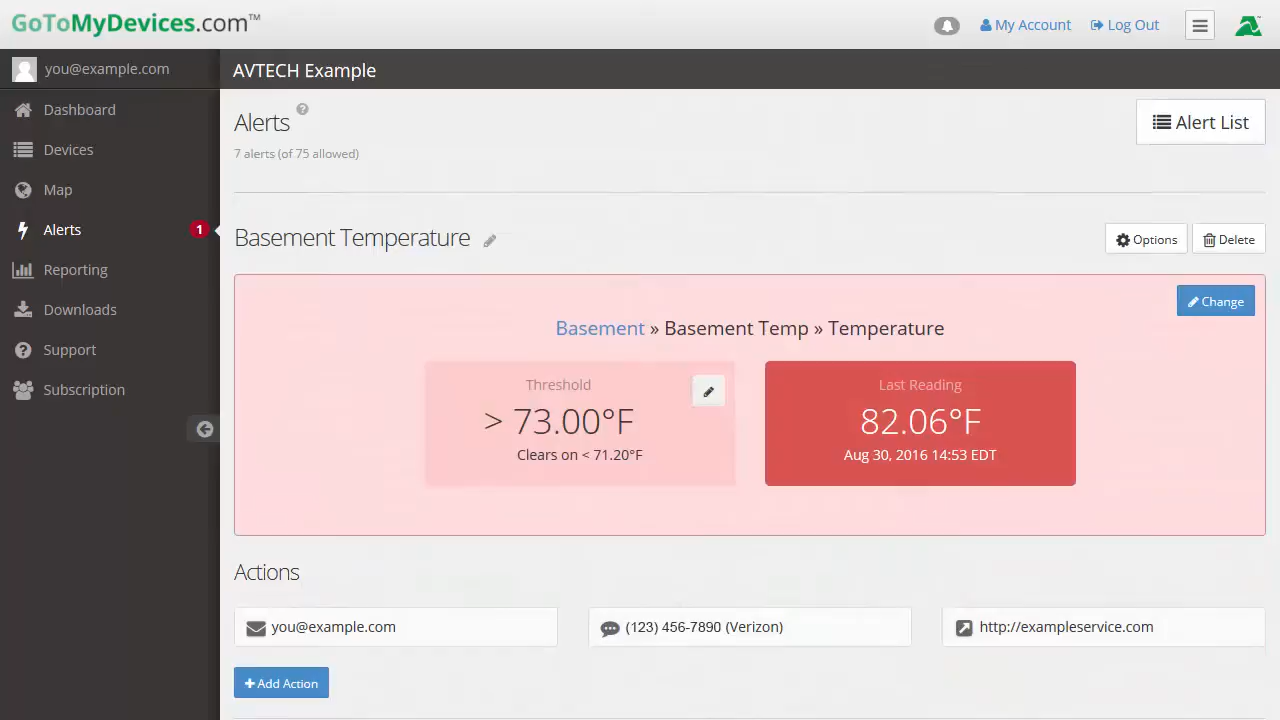 GoToMyDevices.com™
My Account
Log Out
you@example.com
AVTECH Example
Dashboard
Devices
Map
Alerts
1
Reporting
Downloads
Support
Subscription
Alerts
7 alerts (of 75 allowed)
Alert List
Basement Temperature
Options
Delete
Change
Basement » Basement Temp » Temperature
Threshold
> 73.00°F
Clears on < 71.20°F
Last Reading
82.06°F
Aug 30, 2016 14:53 EDT
Actions
you@example.com
(123) 456-7890 (Verizon)
http://exampleservice.com
+ Add Action